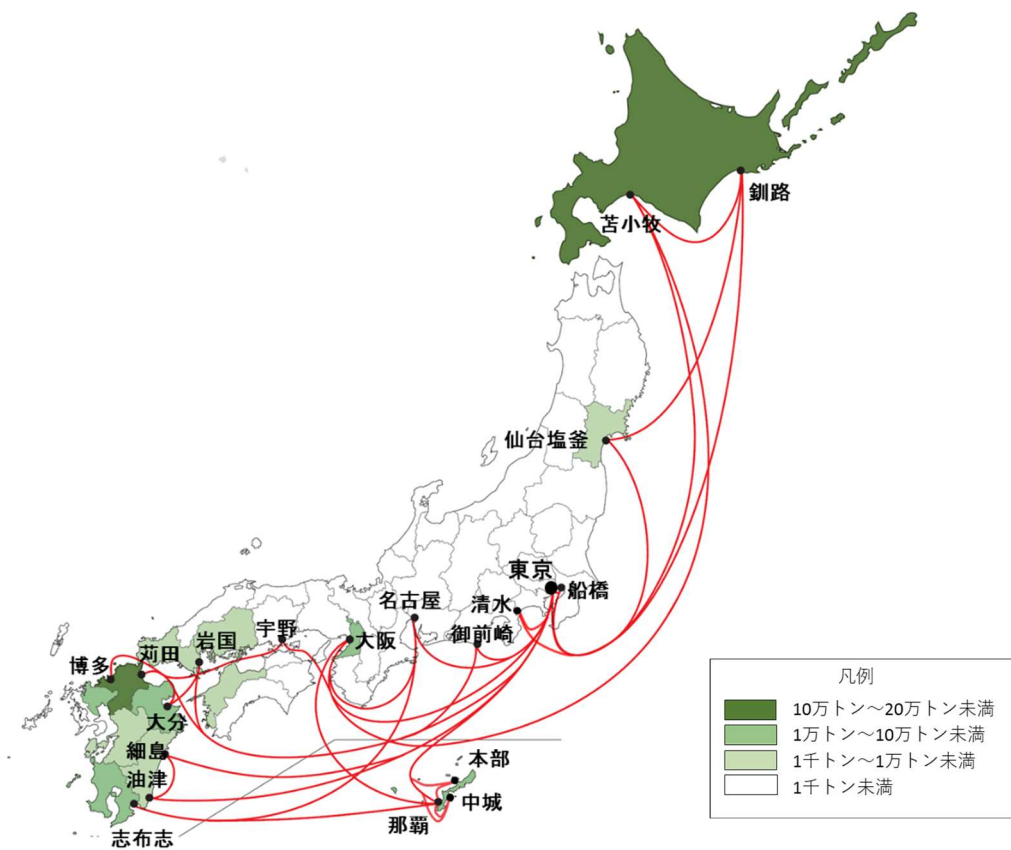 釧路
苫小牧
仙台塩釜
東京
船橋
名古屋
清水
御前崎
宇野
大阪
岩国
苅田
博多
大分
細島
油津
志布志
本部
中城
那覇
凡例
10万トン～20万トン未満
1万トン～10万トン未満
1千トン～1万トン未満
1千トン未満